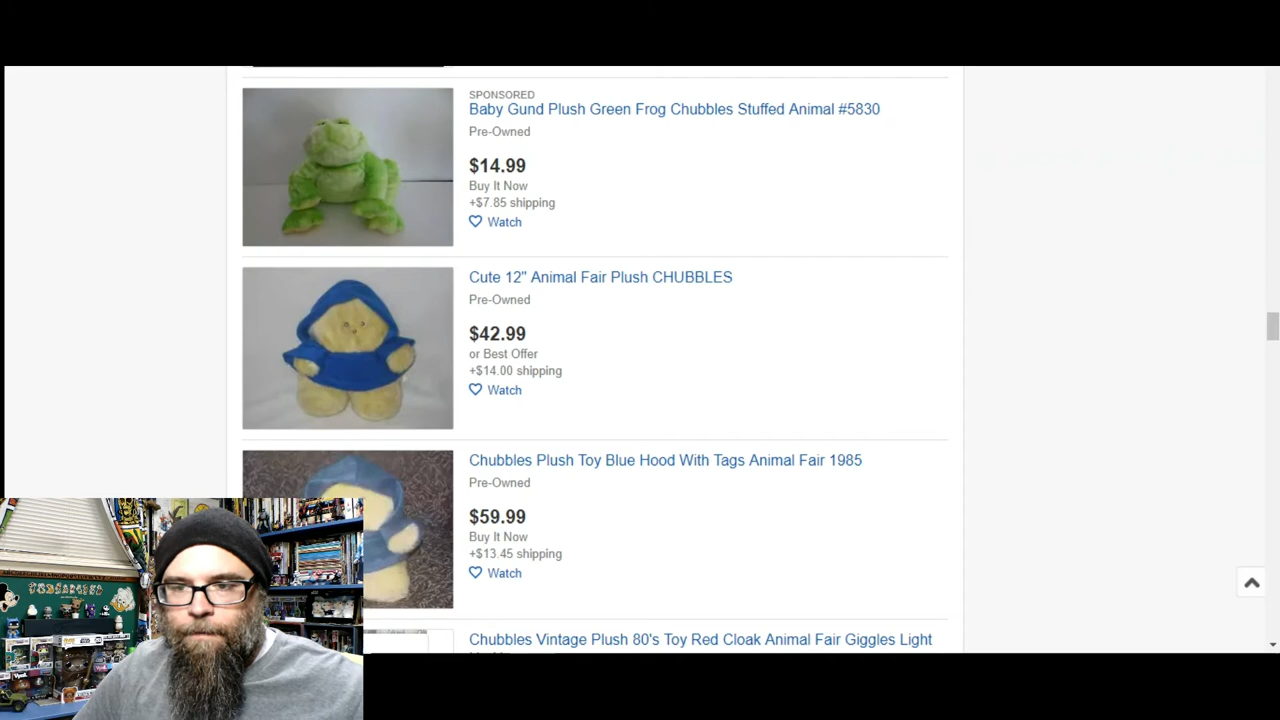 SPONSORED
Baby Gund Plush Green Frog Chubbles Stuffed Animal #5830
Pre-Owned
$14.99
Buy It Now
+$7.85 shipping
Watch
Cute 12" Animal Fair Plush CHUBBLES
Pre-Owned
$42.99
or Best Offer
+$14.00 shipping
Watch
Chubbles Plush Toy Blue Hood With Tags Animal Fair 1985
Pre-Owned
$59.99
Buy It Now
+$13.45 shipping
Watch
Chubbles Vintage Plush 80's Toy Red Cloak Animal Fair Giggles Light